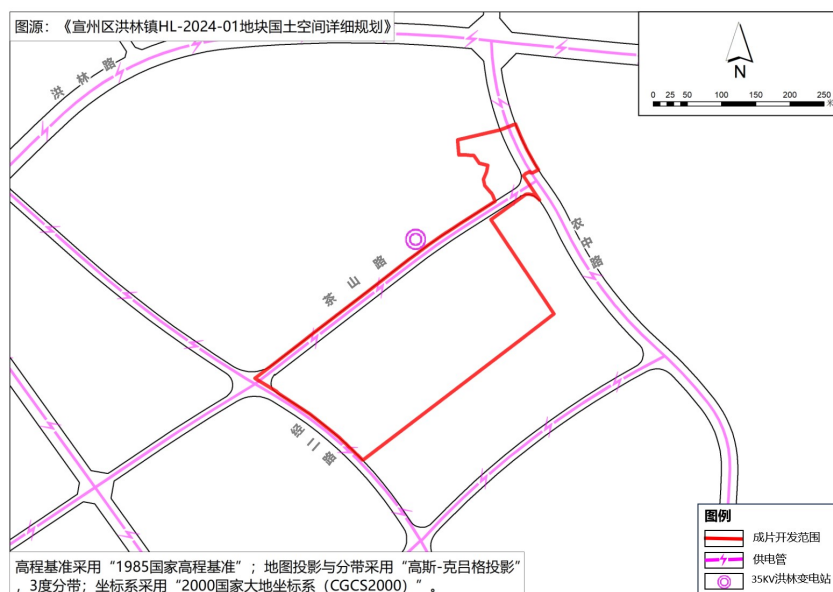 图源：《宣州区洪林镇HL-2024-01地块国土空间详细规划》
N
0 25 50 100 150 200 250
米
洪林路
农中路
茶山路
经二路
图例
成片开发范围
供电管
35KV洪林变电站
高程基准采用“1985国家高程基准”；地图投影与分带采用“高斯-克吕格投影”
，3度分带；坐标系采用“2000国家大地坐标系（CGCS2000）”。